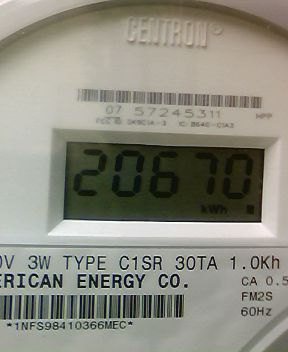 CENTRON®
07 57245311
20670
kWh
0V 3W TYPE C1SR 30TA 1.0Kh
ERICAN ENERGY CO. CA 0.5
FM2S
60Hz
*1NFS98410366MEC*